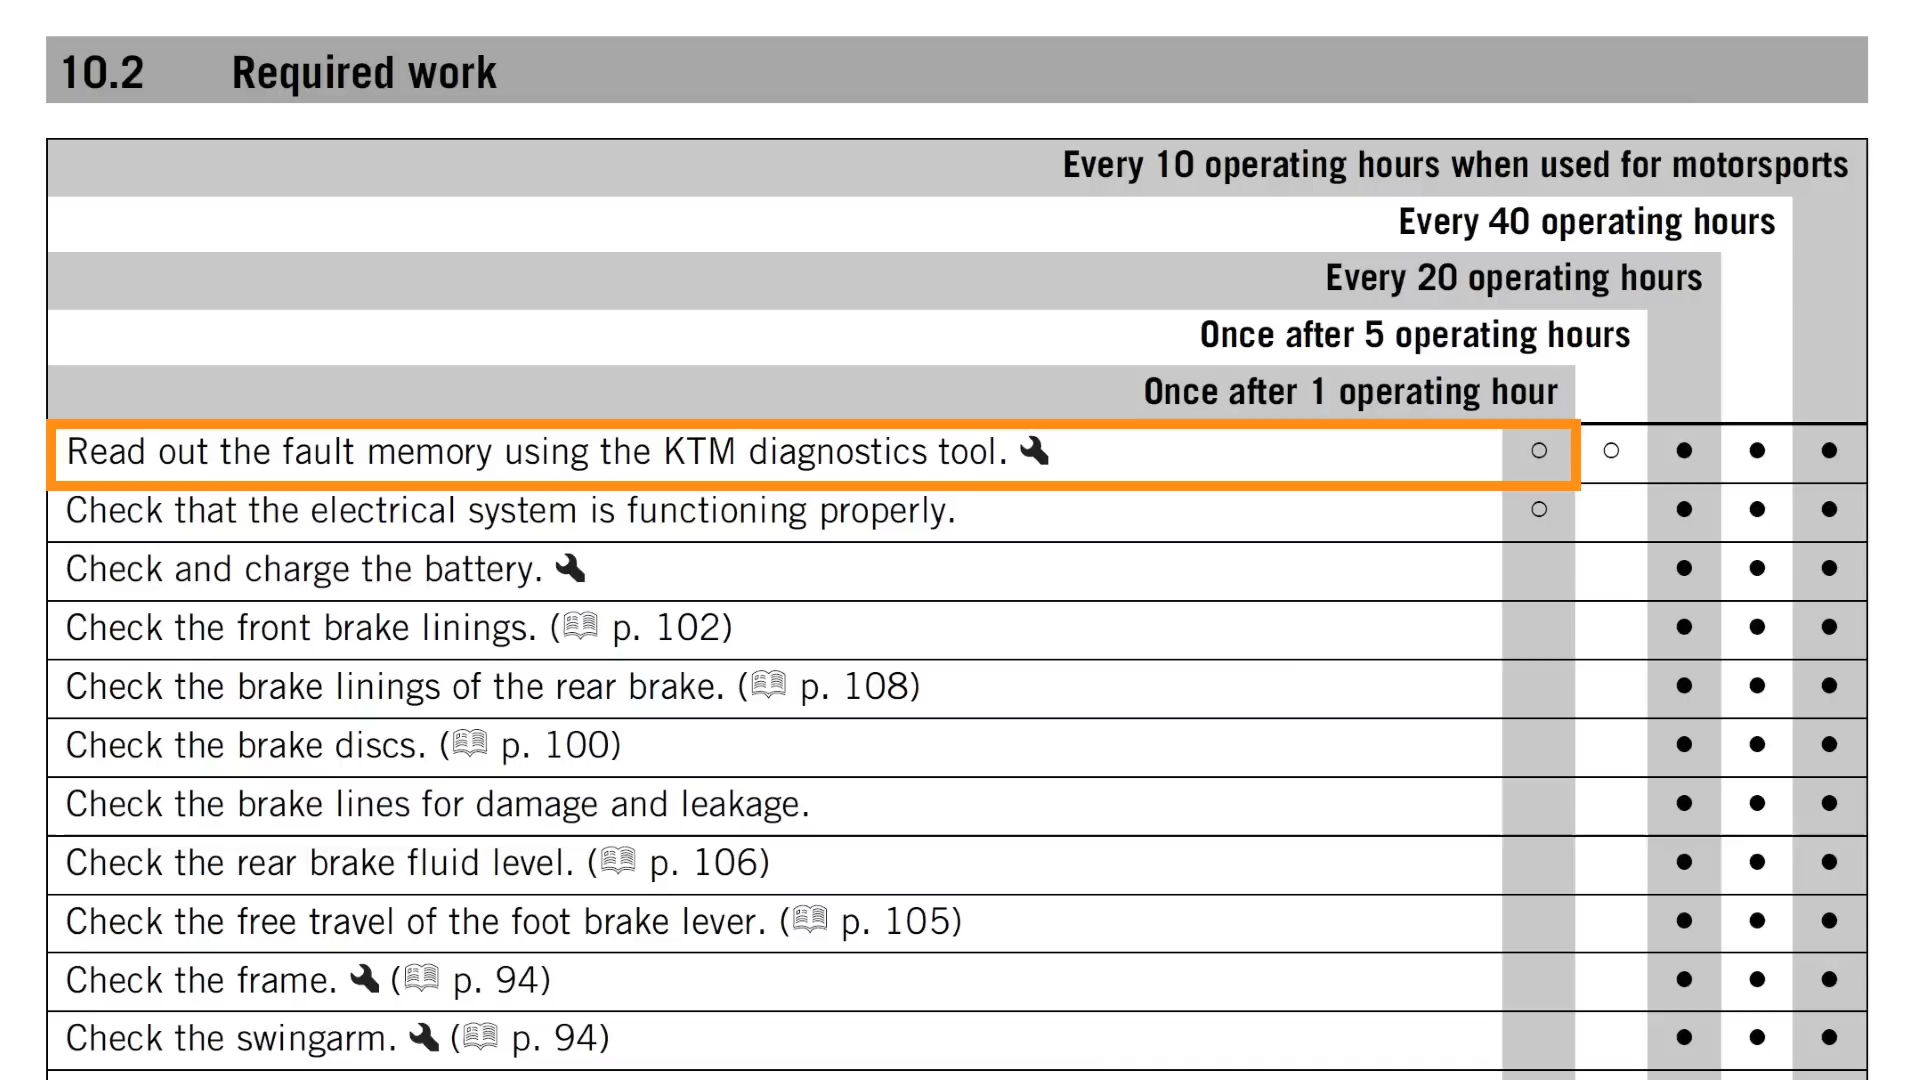 10.2 Required work
Every 10 operating hours when used for motorsports
Every 40 operating hours
Every 20 operating hours
Once after 5 operating hours
Once after 1 operating hour
Read out the fault memory using the KTM diagnostics tool. ○ ○ ● ● ●
Check that the electrical system is functioning properly. ○ ● ● ●
Check and charge the battery. ● ● ●
Check the front brake linings. ( p. 102) ● ● ●
Check the brake linings of the rear brake. ( p. 108) ● ● ●
Check the brake discs. ( p. 100) ● ● ●
Check the brake lines for damage and leakage. ● ● ●
Check the rear brake fluid level. ( p. 106) ● ● ●
Check the free travel of the foot brake lever. ( p. 105) ● ● ●
Check the frame. ( p. 94) ● ● ●
Check the swingarm. ( p. 94) ● ● ●